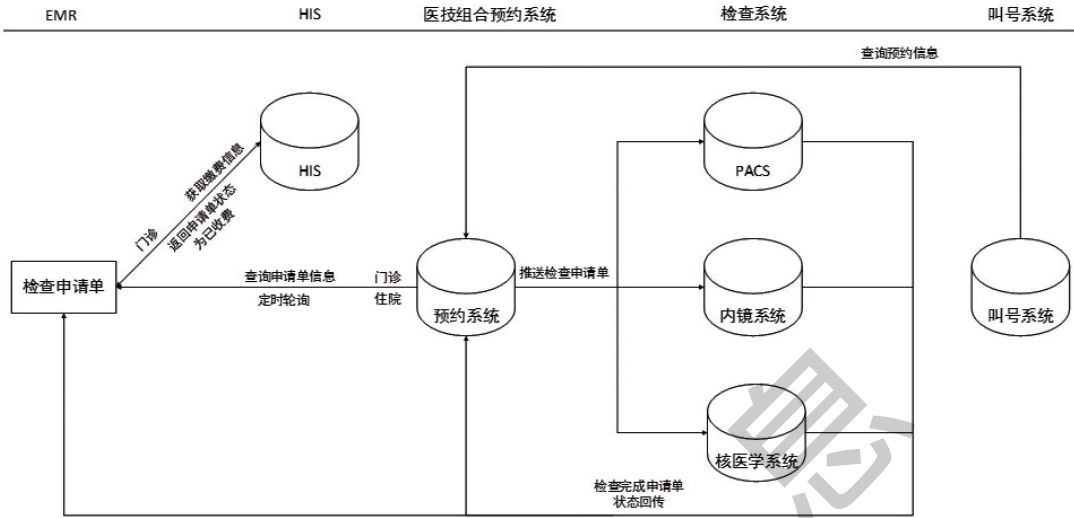 EMR
HIS
医技组合预约系统
检查系统
叫号系统
查询预约信息
HIS
获取缴费信息
门诊
返回申请单状态
为已收费
PACS
检查申请单
查询申请单信息
定时轮询
门诊
住院
预约系统
推送检查申请单
内镜系统
叫号系统
核医学系统
检查完成申请单
状态回传
息